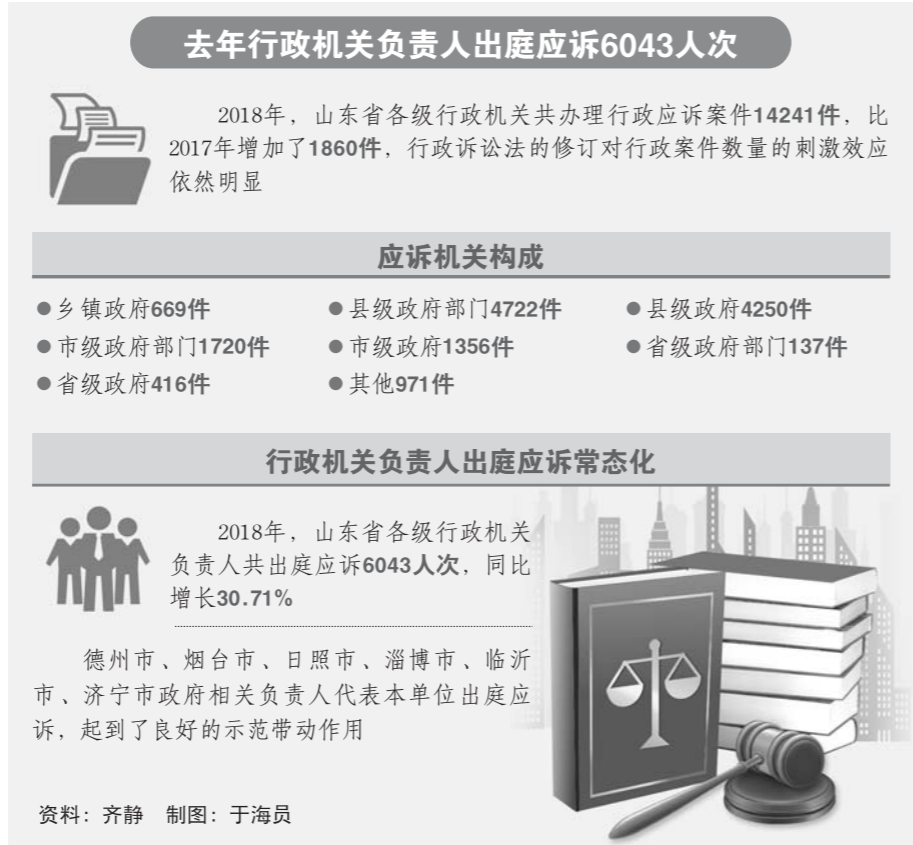 去年行政机关负责人出庭应诉6043人次
2018年，山东省各级行政机关共办理行政应诉案件14241件，比
2017年增加了1860件，行政诉讼法的修订对行政案件数量的刺激效应
依然明显
应诉机关构成
●乡镇政府669件 ●县级政府部门4722件 ●县级政府4250件
●市级政府部门1720件 ●市级政府1356件 ●省级政府部门137件
●省级政府416件 ●其他971件
行政机关负责人出庭应诉常态化
2018年，山东省各级行政机关
负责人共出庭应诉6043人次，同比
增长30.71%
德州市、烟台市、日照市、淄博市、临沂
市、济宁市政府相关负责人代表本单位出庭应
诉，起到了良好的示范带动作用
资料：齐静 制图：于海员